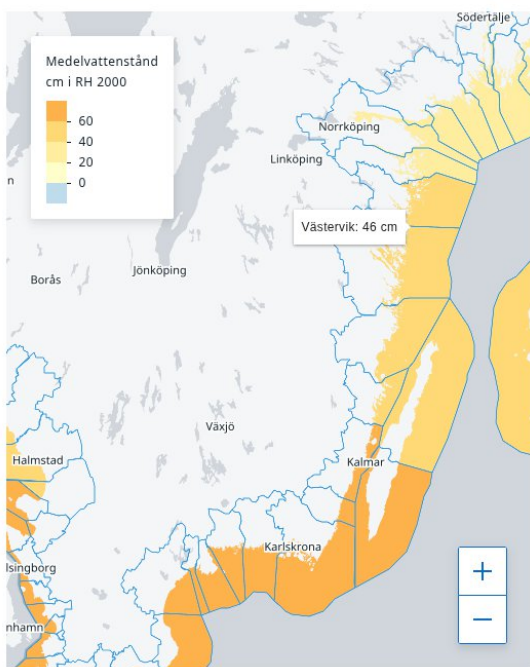 Södertälje
Medelvattenstånd
cm i RH 2000
60
40
20
0
Norrköping
Linköping
n
Västervik: 46 cm
Jönköping
Borås
Växjö
Halmstad
Kalmar
Karlskrona
lsingborg
nhamn
+
−